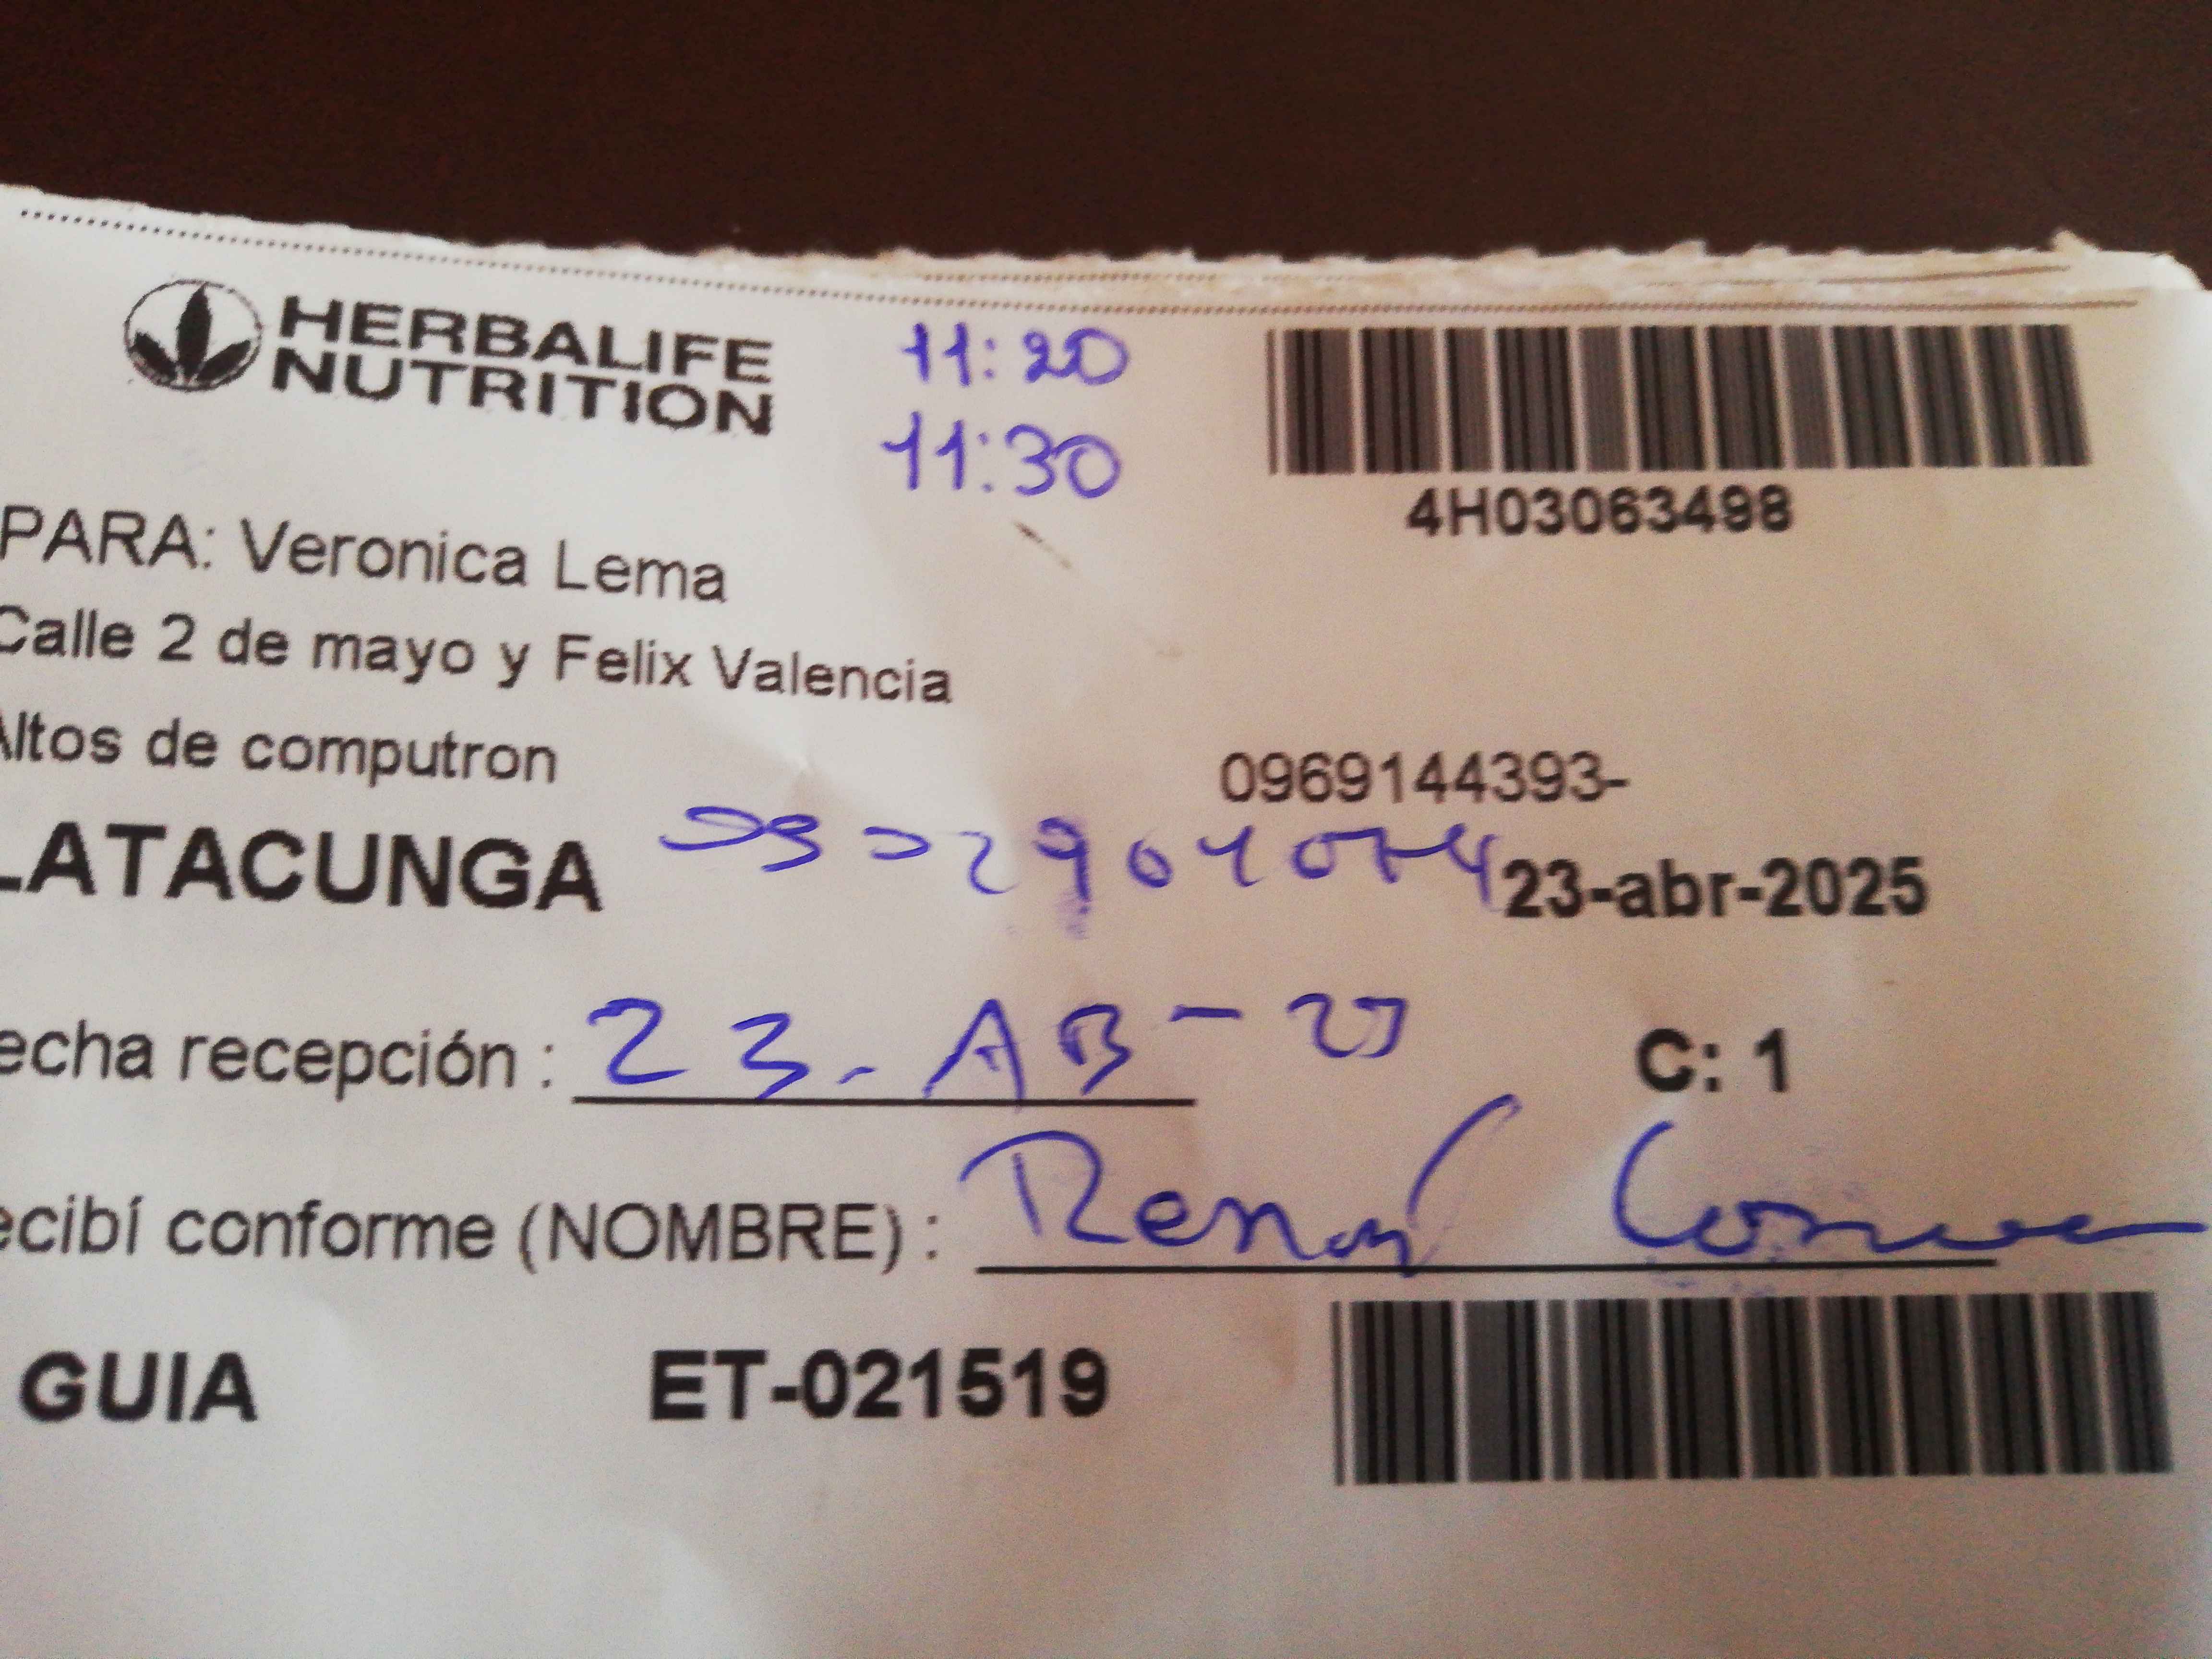 HERBALIFE
NUTRITION
11:20
11:30
4H03063498
PARA: Veronica Lema
Calle 2 de mayo y Felix Valencia
Altos de computron
0969144393-
LATACUNGA
23-abr-2025
echa recepción : 23-AB-25
C: 1
ecibí conforme (NOMBRE) :
GUIA ET-021519